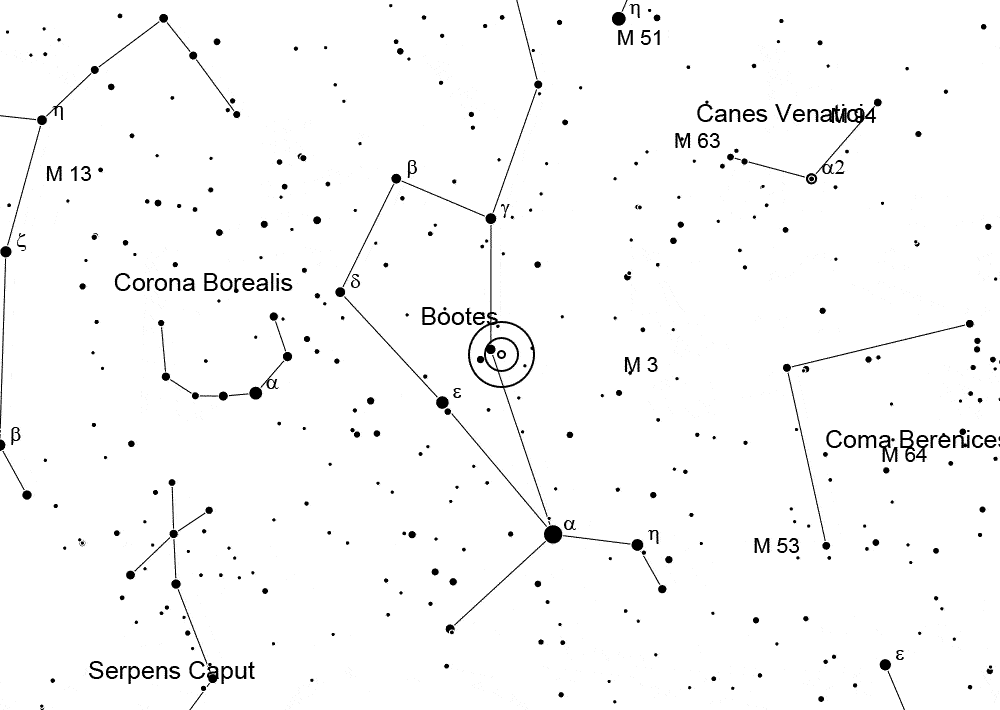 η
M 51
η
Canes Venatici
M 94
M 63
α2
β
M 13
γ
ζ
δ
Corona Borealis
Bootes
M 3
α
ε
β
Coma Berenices
M 64
α
η
M 53
ε
Serpens Caput